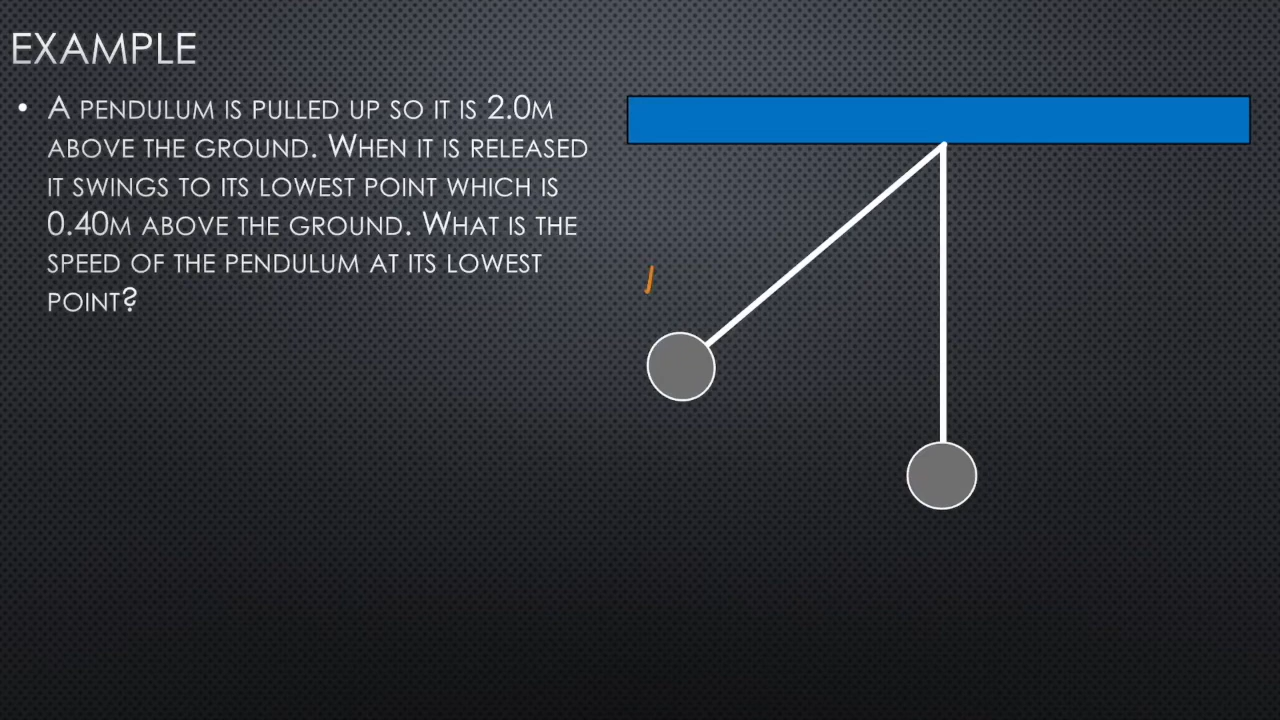 EXAMPLE
• A PENDULUM IS PULLED UP SO IT IS 2.0M
ABOVE THE GROUND. WHEN IT IS RELEASED
IT SWINGS TO ITS LOWEST POINT WHICH IS
0.40M ABOVE THE GROUND. WHAT IS THE
SPEED OF THE PENDULUM AT ITS LOWEST
POINT?